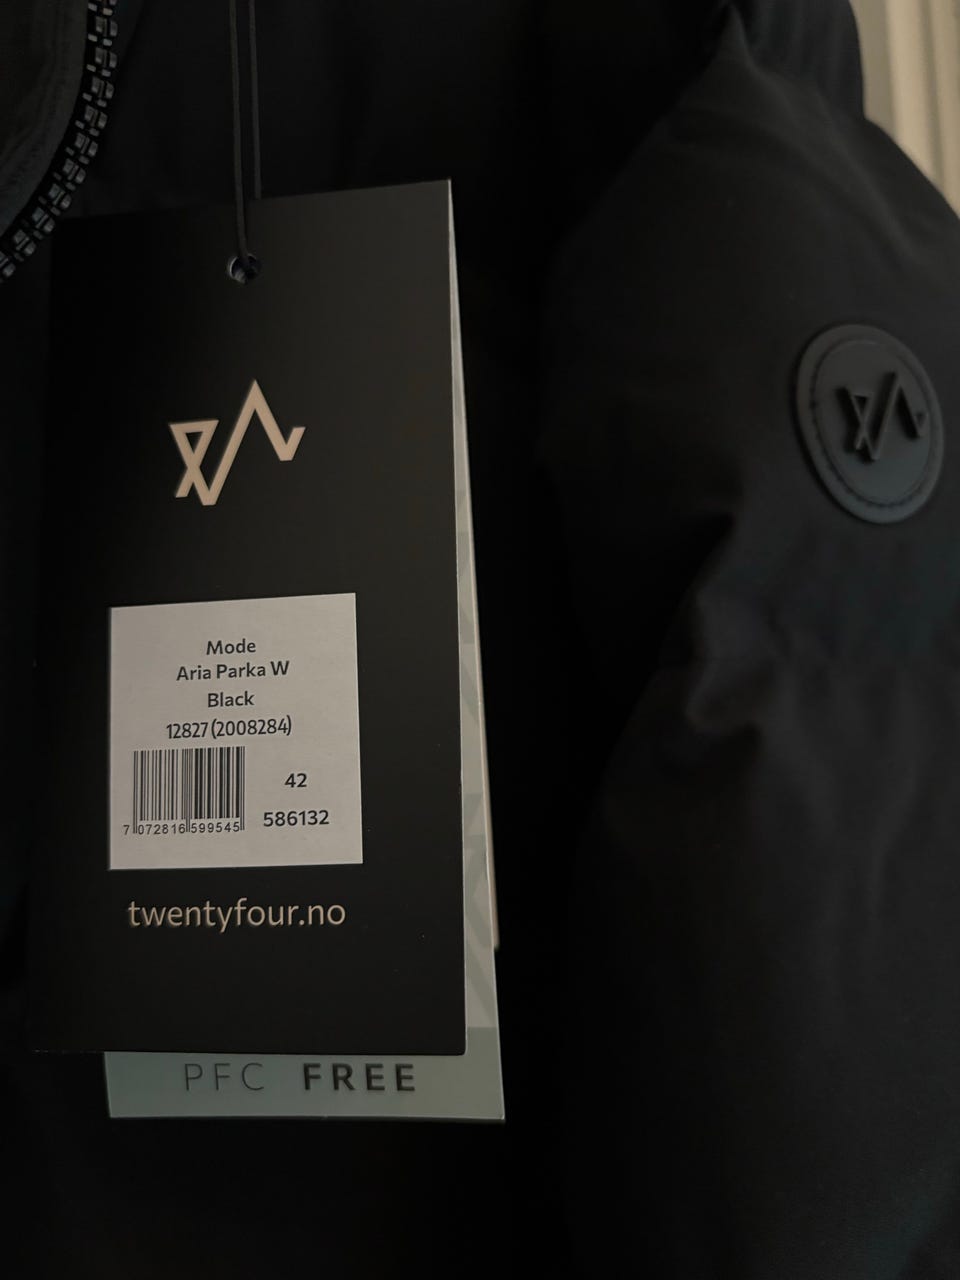 Mode
Aria Parka W
Black
12827(2008284)
42
7 072816 599545
586132
twentyfour.no
PFC FREE